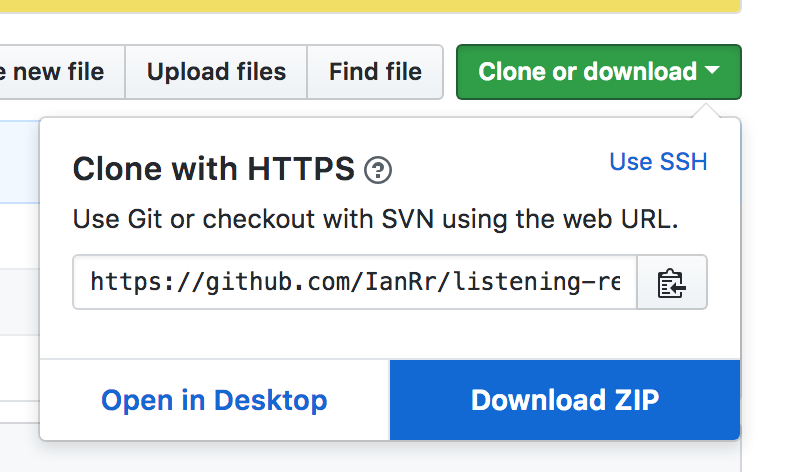 new file
Upload files
Find file
Clone or download
Clone with HTTPS ?
Use SSH
Use Git or checkout with SVN using the web URL.
https://github.com/IanRr/listening-re
Open in Desktop
Download ZIP